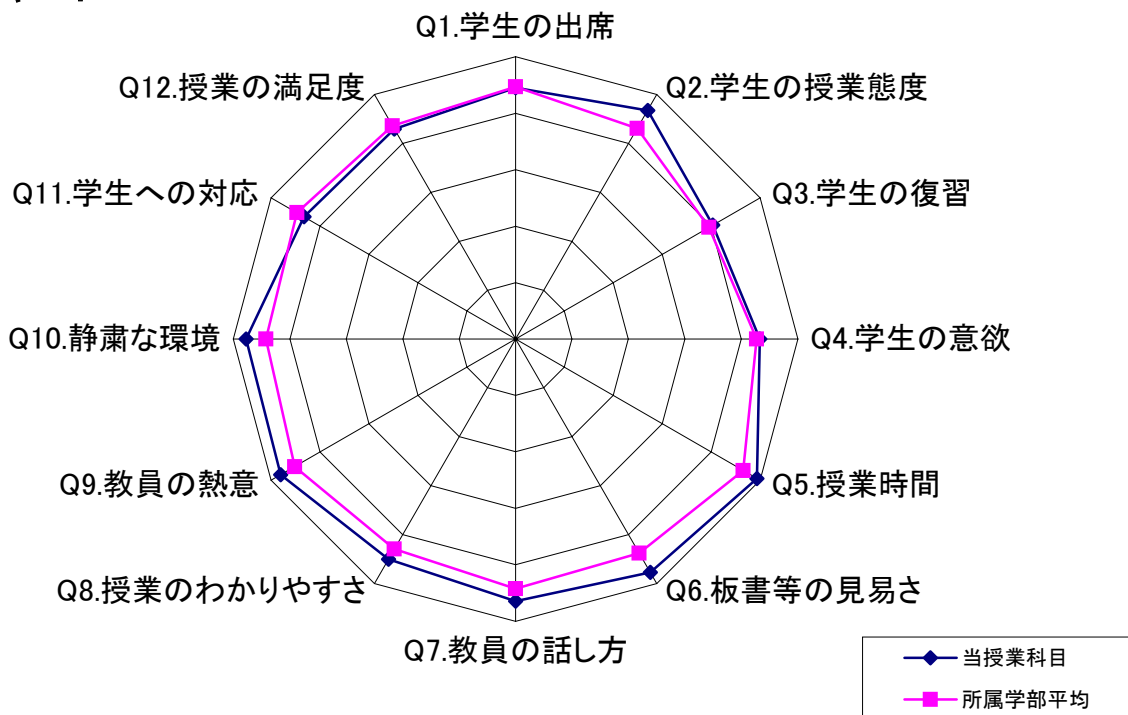 Q1.学生の出席
Q2.学生の授業態度
Q3.学生の復習
Q4.学生の意欲
Q5.授業時間
Q6.板書等の見易さ
Q7.教員の話し方
Q8.授業のわかりやすさ
Q9.教員の熱意
Q10.静粛な環境
Q11.学生への対応
Q12.授業の満足度
当授業科目
所属学部平均